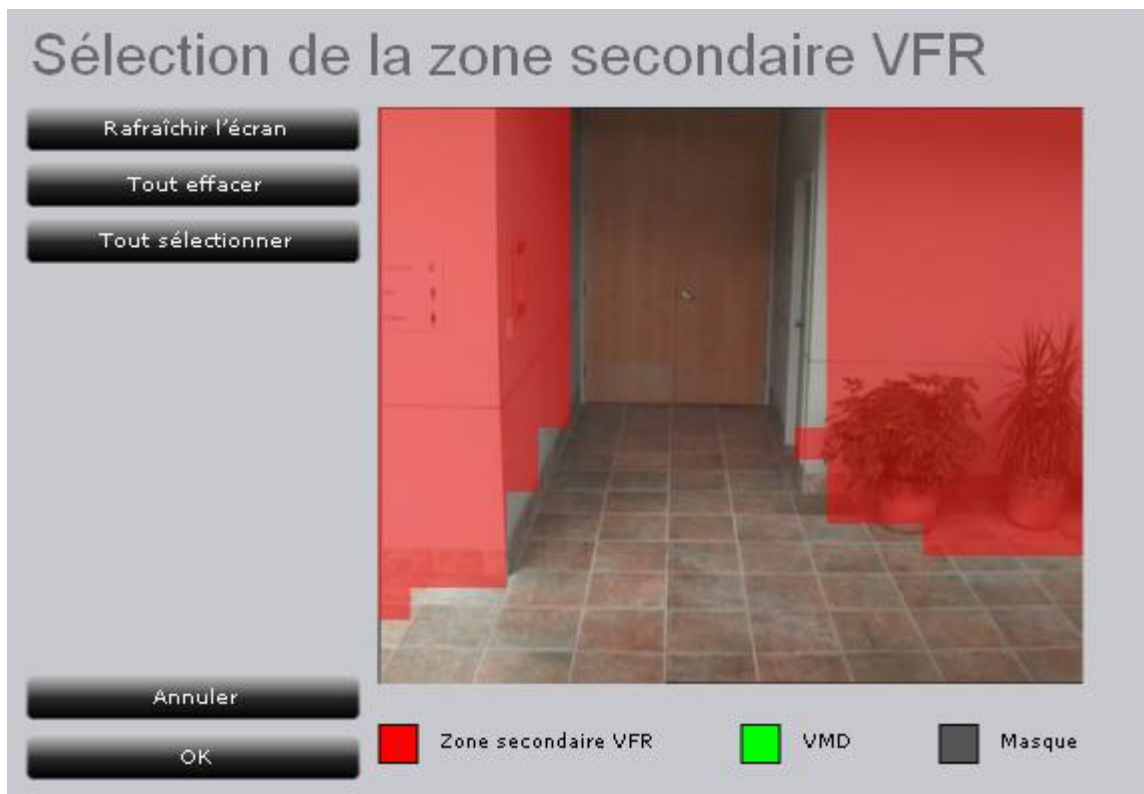 Sélection de la zone secondaire VFR
Rafraîchir l'écran
Tout effacer
Tout sélectionner
Annuler
OK
Zone secondaire VFR
VMD
Masque